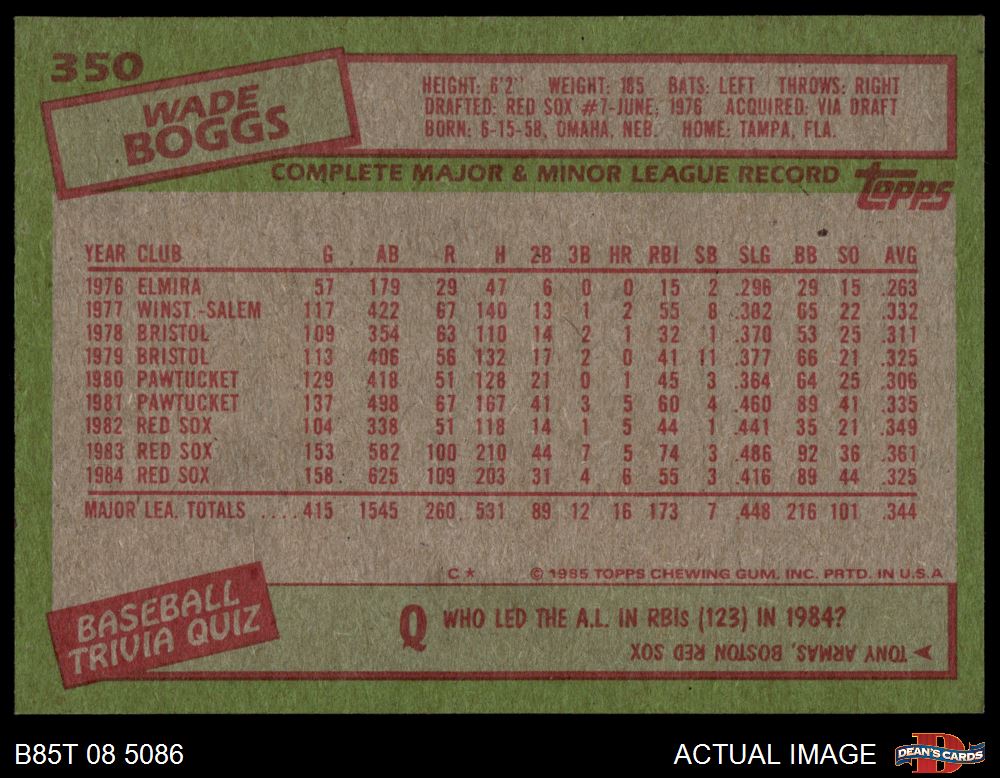 350
WADE
BOGGS
HEIGHT: 6'2" WEIGHT: 185 BATS: LEFT THROWS: RIGHT
DRAFTED: RED SOX #7-JUNE, 1976 ACQUIRED: VIA DRAFT
BORN: 6-15-58, OMAHA, NEB. HOME: TAMPA, FLA.
COMPLETE MAJOR & MINOR LEAGUE RECORD topps
YEAR CLUB G AB R H 2B 3B HR RBI SB SLG BB SO AVG
1976 ELMIRA 57 179 29 47 6 0 0 15 2 .296 29 15 .263
1977 WINST.-SALEM 117 422 67 140 13 1 2 55 8 .382 65 22 .332
1978 BRISTOL 109 354 63 110 14 2 1 32 1 .370 53 25 .311
1979 BRISTOL 113 406 56 132 17 2 0 41 11 .377 66 21 .325
1980 PAWTUCKET 129 418 51 128 21 0 1 45 3 .364 64 25 .306
1981 PAWTUCKET 137 498 67 167 41 3 5 60 4 .460 89 41 .335
1982 RED SOX 104 338 51 118 14 1 5 44 1 .441 35 21 .349
1983 RED SOX 153 582 100 210 44 7 5 74 3 .486 92 36 .361
1984 RED SOX 158 625 109 203 31 4 6 55 3 .416 89 44 .325
MAJOR LEA. TOTALS ....415 1545 260 531 89 12 16 173 7 .448 216 101 .344
C★ © 1985 TOPPS CHEWING GUM, INC. PRTD. IN U.S.A.
BASEBALL
TRIVIA QUIZ
Q WHO LED THE A.L. IN RBIs (123) IN 1984?
➤ TONY ARMAS, BOSTON RED SOX
B85T 08 5086 ACTUAL IMAGE DEAN'S CARDS